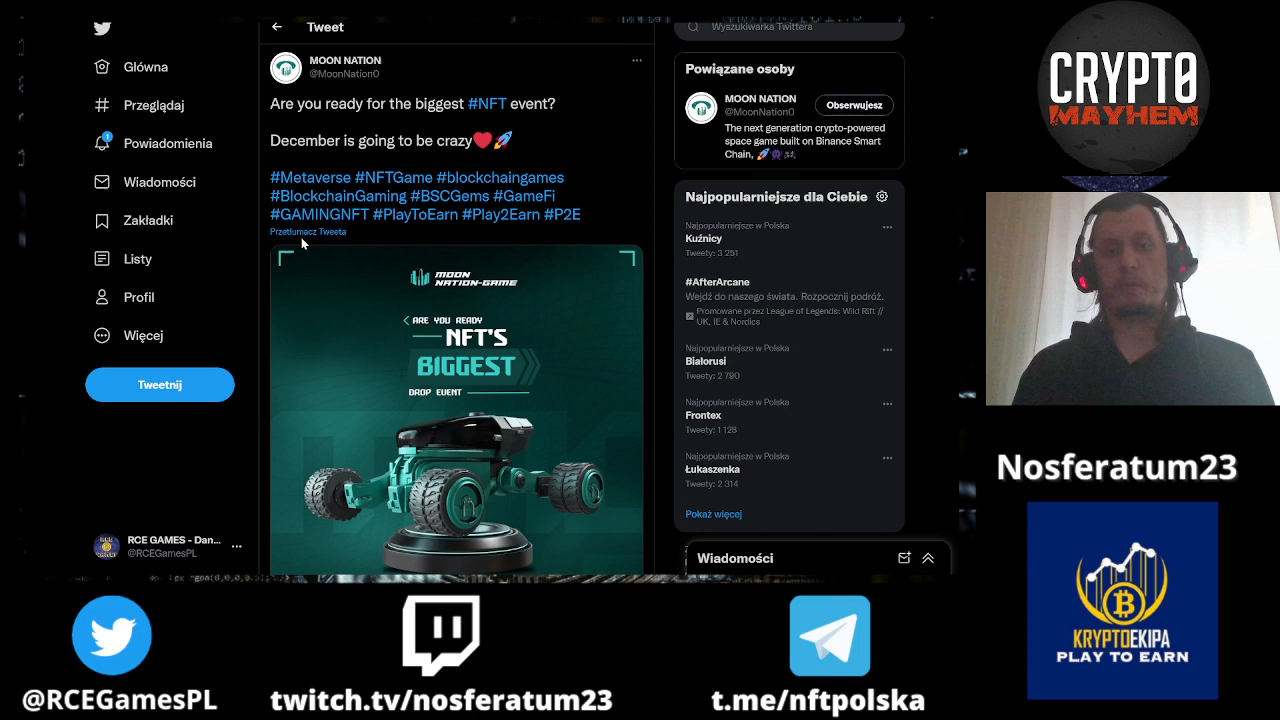 Główna
Przeglądaj
1
Powiadomienia
Wiadomości
Zakładki
Listy
Profil
Więcej
Tweetnij
RCE GAMES - Dan...
@RCEGamesPL
Tweet
MOON NATION
@MoonNation0
Are you ready for the biggest #NFT event?
December is going to be crazy❤️🚀
#Metaverse #NFTGame #blockchaingames
#BlockchainGaming #BSCGems #GameFi
#GAMINGNFT #PlayToEarn #Play2Earn #P2E
Przetłumacz Tweeta
MOON
NATION-GAME
ARE YOU READY
NFT'S
BIGGEST
DROP EVENT
Wyszukiwarka Twittera
Powiązane osoby
MOON NATION
@MoonNation0
Obserwujesz
The next generation crypto-powered
space game built on Binance Smart
Chain, 🚀👾🎮
Najpopularniejsze dla Ciebie
Najpopularniejsze w Polska
Kuźnicy
Tweety: 3 251
#AfterArcane
Wejdź do naszego świata. Rozpocznij podróż.
Promowane przez League of Legends: Wild Rift //
UK, IE & Nordics
Najpopularniejsze w Polska
Białorusi
Tweety: 2 790
Najpopularniejsze w Polska
Frontex
Tweety: 1 128
Najpopularniejsze w Polska
Łukaszenka
Tweety: 2 314
Pokaż więcej
Wiadomości
CRYPTO
MAYHEM
Nosferatum23
KRYPTOEKIPA
PLAY TO EARN
@RCEGamesPL
twitch.tv/nosferatum23
t.me/nftpolska